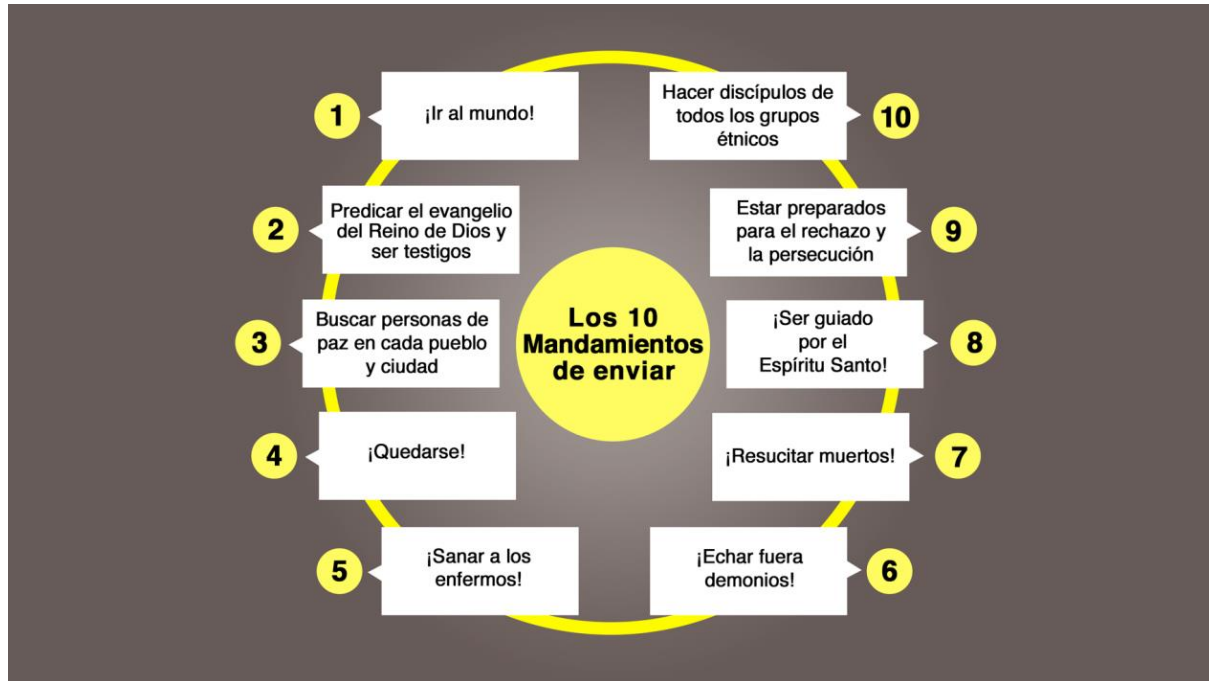 Los 10
Mandamientos
de enviar
1
¡Ir al mundo!
2
Predicar el evangelio
del Reino de Dios y
ser testigos
3
Buscar personas de
paz en cada pueblo
y ciudad
4
¡Quedarse!
5
¡Sanar a los
enfermos!
6
¡Echar fuera
demonios!
7
¡Resucitar muertos!
8
¡Ser guiado
por el
Espíritu Santo!
9
Estar preparados
para el rechazo y
la persecución
10
Hacer discípulos de
todos los grupos
étnicos